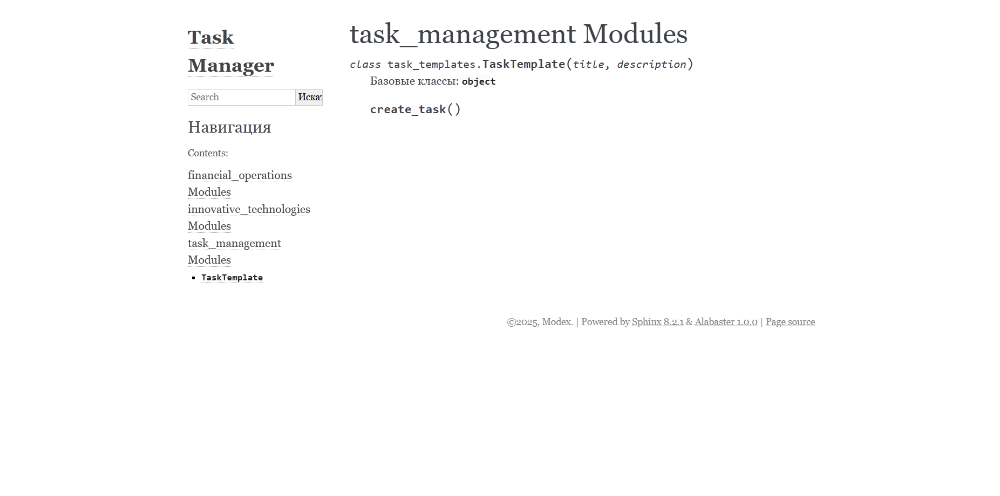 Task
Manager
Search
Искат
Навигация
Contents:
financial_operations
Modules
innovative_technologies
Modules
task_management
Modules
TaskTemplate
task_management Modules
class task_templates.TaskTemplate(title, description)
Базовые классы: object
create_task()
©2025, Modex. | Powered by Sphinx 8.2.1 & Alabaster 1.0.0 | Page source